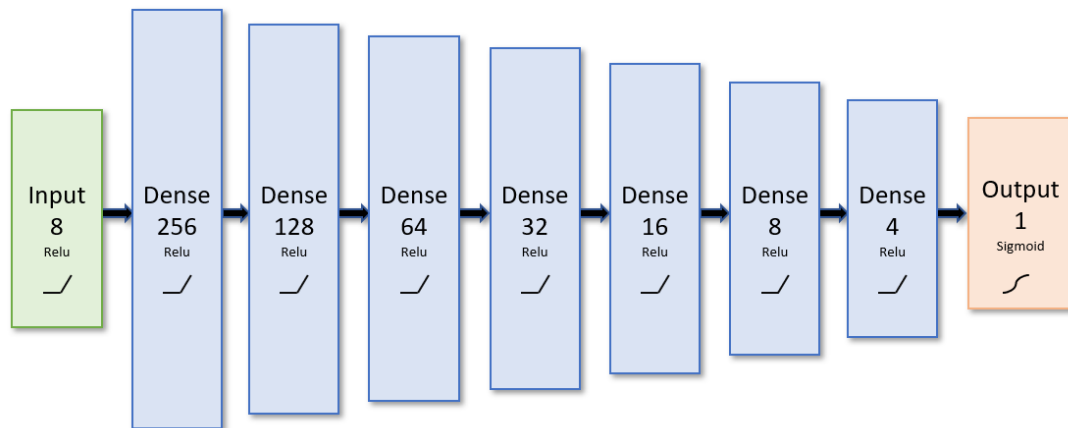 Input
8
Relu
Dense
256
Relu
Dense
128
Relu
Dense
64
Relu
Dense
32
Relu
Dense
16
Relu
Dense
8
Relu
Dense
4
Relu
Output
1
Sigmoid